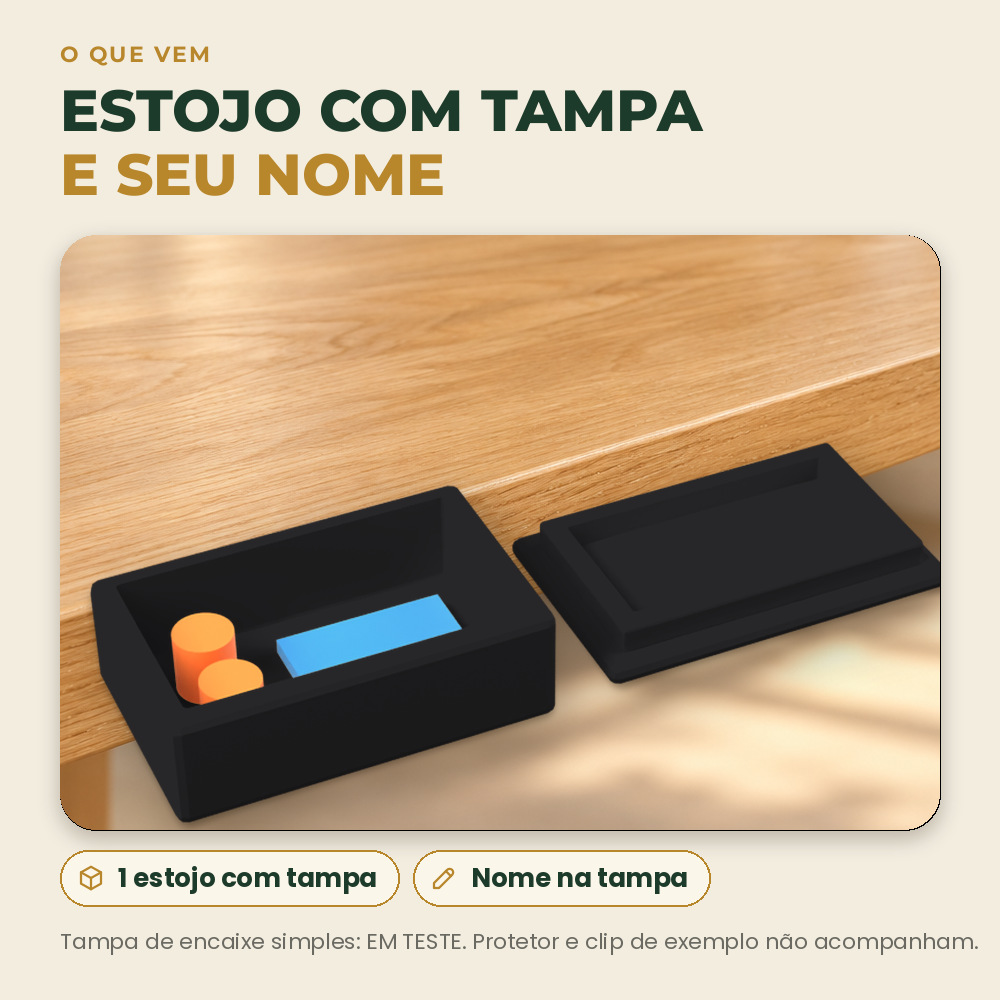 O QUE VEM
ESTOJO COM TAMPA
E SEU NOME
1 estojo com tampa
Nome na tampa
Tampa de encaixe simples: EM TESTE. Protetor e clip de exemplo não acompanham.